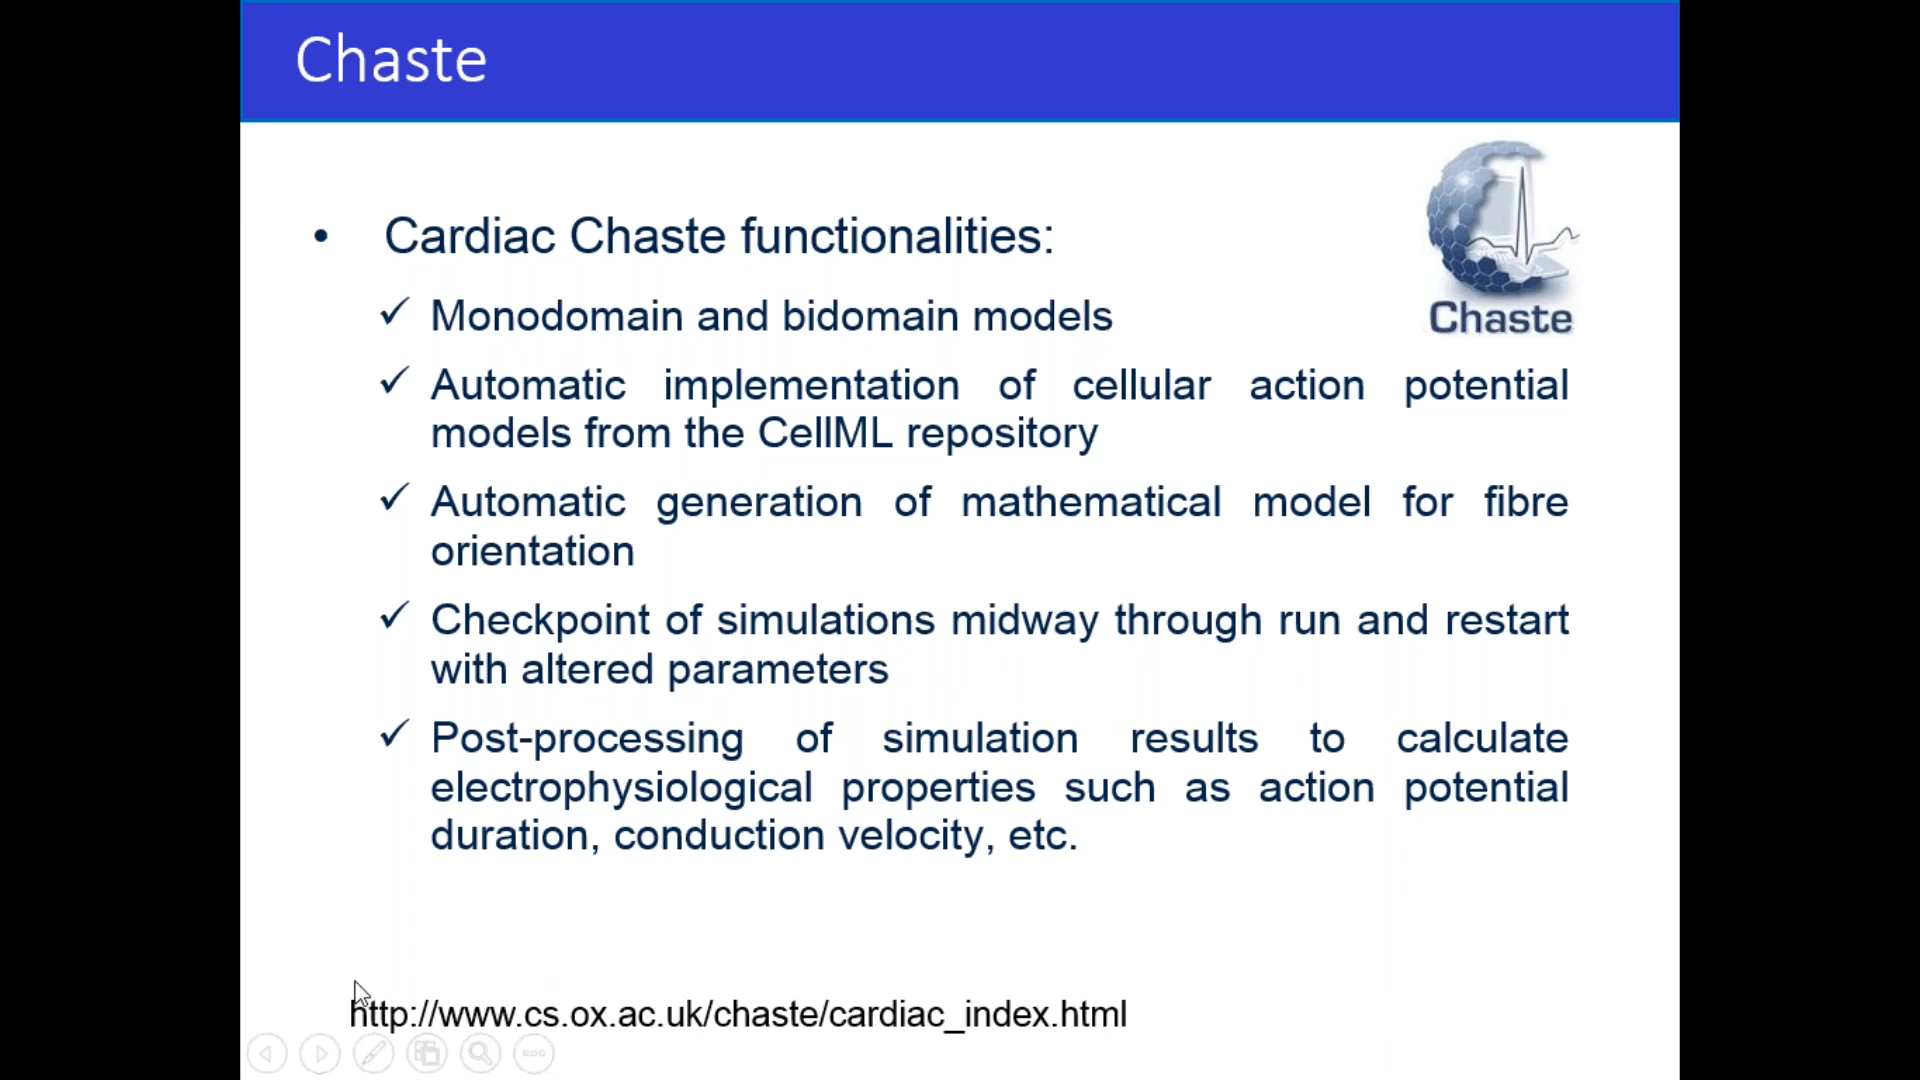 Chaste
• Cardiac Chaste functionalities:
Chaste
✓ Monodomain and bidomain models
✓ Automatic implementation of cellular action potential
models from the CellML repository
✓ Automatic generation of mathematical model for fibre
orientation
✓ Checkpoint of simulations midway through run and restart
with altered parameters
✓ Post-processing of simulation results to calculate
electrophysiological properties such as action potential
duration, conduction velocity, etc.
http://www.cs.ox.ac.uk/chaste/cardiac_index.html